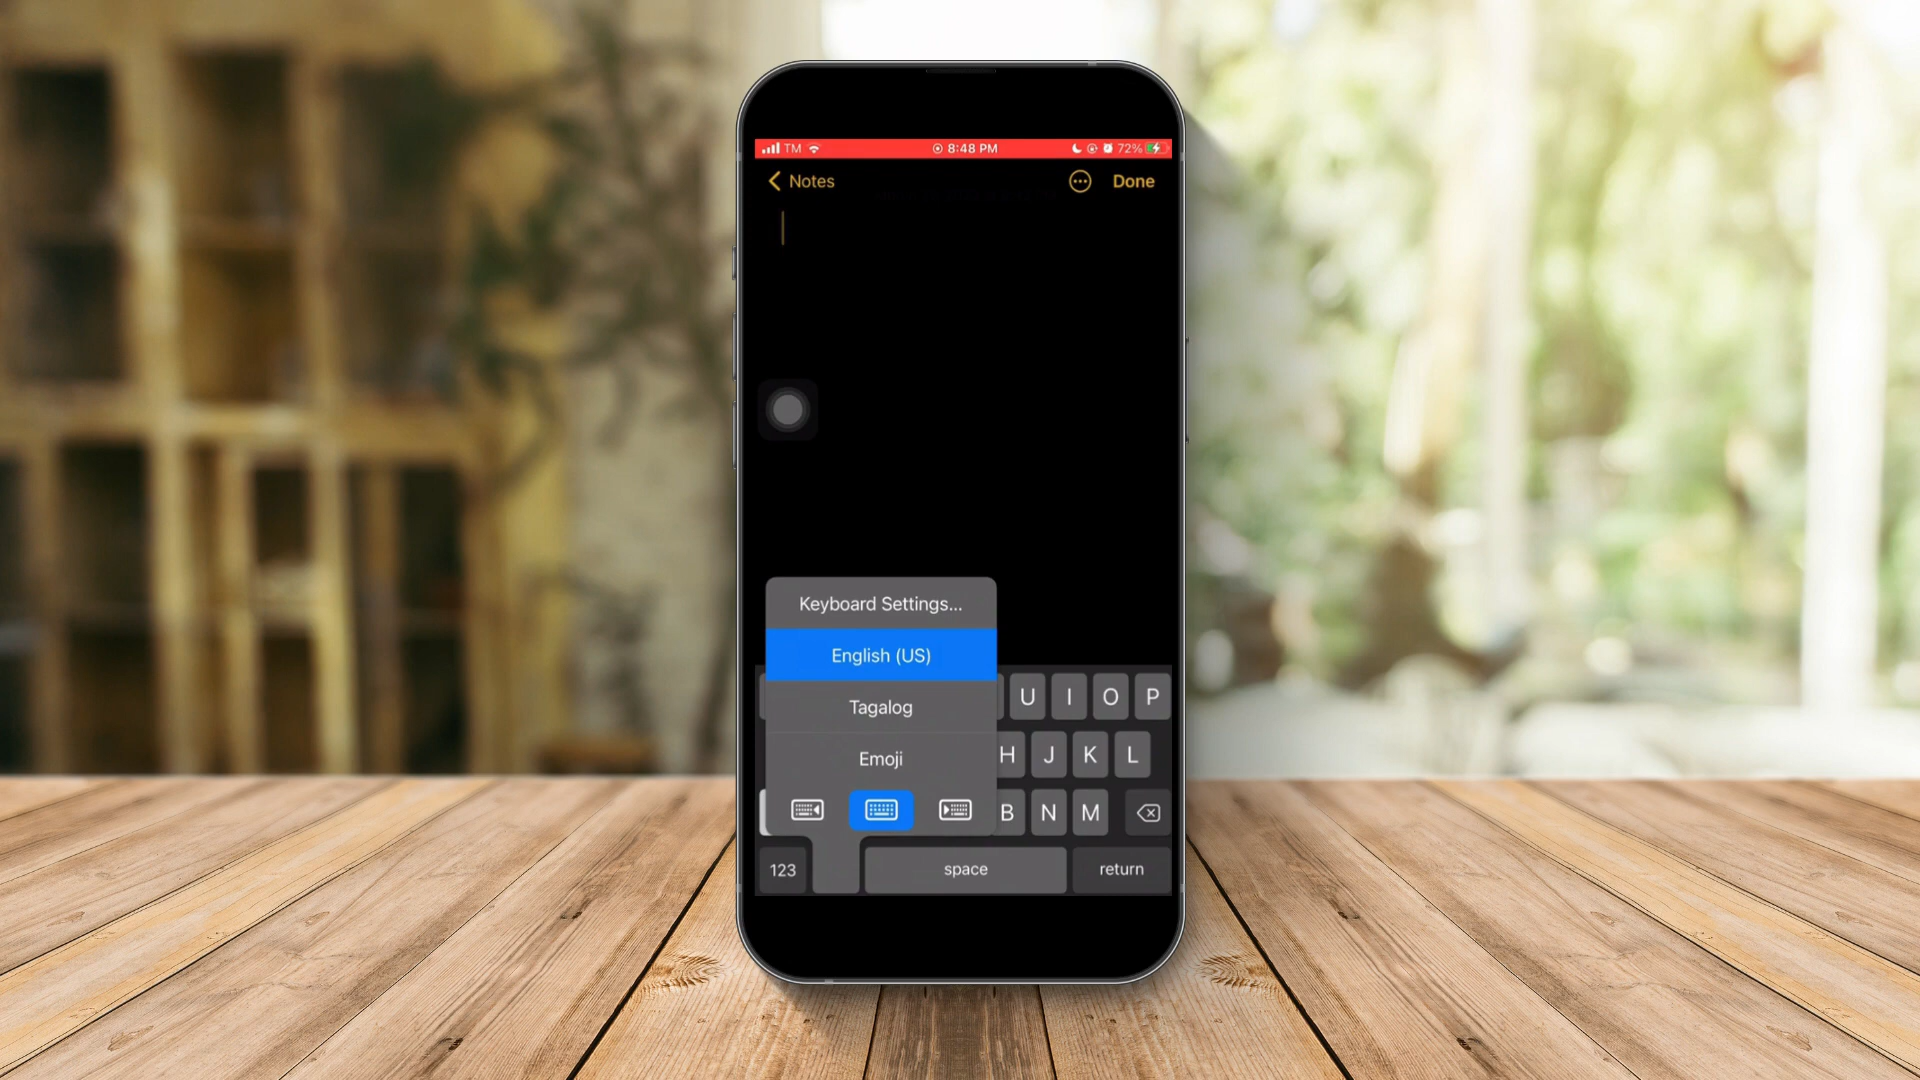 TM 8:48 PM 72%
Notes Done
Keyboard Settings...
English (US)
Tagalog
Emoji
U I O P
H J K L
B N M
123 space return